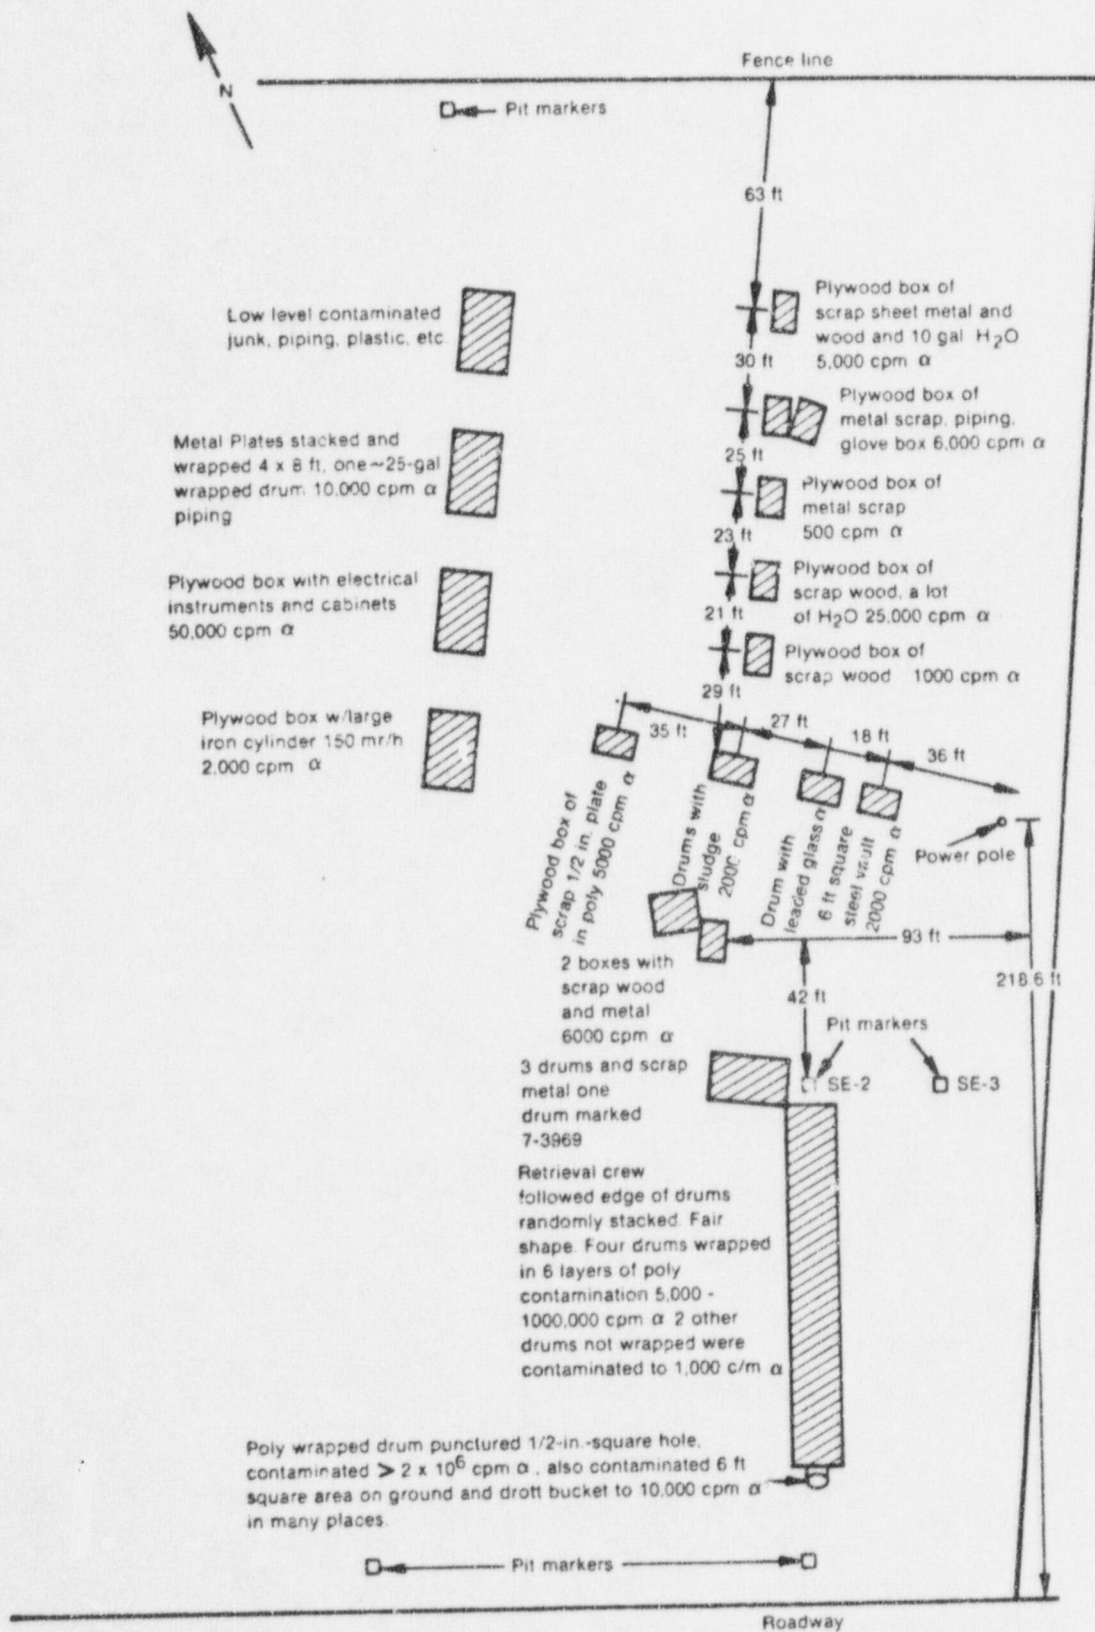 Fence line
N
Pit markers
63 ft
Low level contaminated
junk, piping, plastic, etc
Plywood box of
scrap sheet metal and
wood and 10 gal H₂O
5,000 cpm α
30 ft
Plywood box of
metal scrap, piping,
glove box 6,000 cpm α
Metal Plates stacked and
wrapped 4 x 8 ft, one ~25-gal
wrapped drum 10,000 cpm α
piping
25 ft
Plywood box of
metal scrap
500 cpm α
23 ft
Plywood box of
scrap wood, a lot
of H₂O 25,000 cpm α
Plywood box with electrical
instruments and cabinets
50,000 cpm α
21 ft
Plywood box of
scrap wood 1000 cpm α
29 ft
Plywood box w/large
iron cylinder 150 mr/h
2,000 cpm α
35 ft
27 ft
18 ft
36 ft
Plywood box of
scrap 1/2 in. plate
in poly 5000 cpm α
Drums with
sludge
2000 cpm α
Drum with
leaded glass α
6 ft square
steel vault
2000 cpm α
Power pole
93 ft
218.6 ft
2 boxes with
scrap wood
and metal
6000 cpm α
42 ft
Pit markers
SE-2
SE-3
3 drums and scrap
metal one
drum marked
7-3969
Retrieval crew
followed edge of drums
randomly stacked. Fair
shape. Four drums wrapped
in 6 layers of poly
contamination 5,000 -
1000,000 cpm α 2 other
drums not wrapped were
contaminated to 1,000 c/m α
Poly wrapped drum punctured 1/2-in.-square hole,
contaminated > 2 x 10⁶ cpm α, also contaminated 6 ft
square area on ground and drott bucket to 10,000 cpm α
in many places.
Pit markers
Roadway